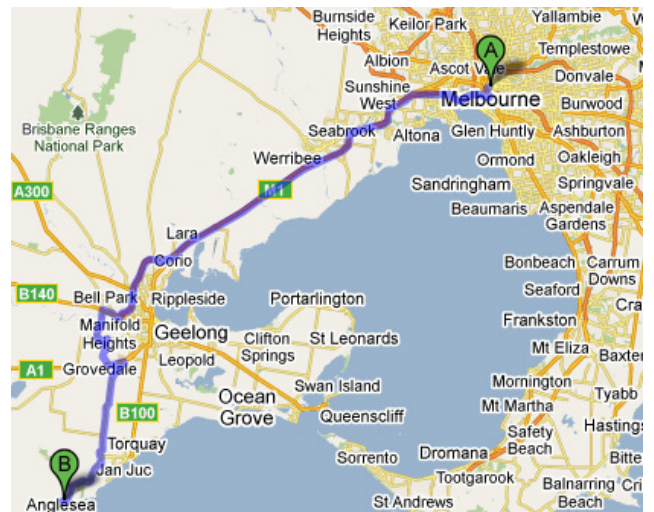 Burnside
Heights
Keilor Park
Yallambie
W
Albion
Ascot Vale
A
Templestowe
Donvale
Sunshine
West
Melbourne
Burwood
Brisbane Ranges
National Park
Seabrook
Altona
Glen Huntly
Ashburton
Werribee
Ormond
Oakleigh
A300
M1
Sandringham
Springvale
Beaumaris
Aspendale
Gardens
Lara
Corio
Bonbeach
Carrum
Downs
B140
Bell Park
Rippleside
Portarlington
Seaford
Cra
Manifold
Heights
Geelong
Clifton
Springs
St Leonards
Frankston
Mt Eliza
Baxte
A1
Grovedale
Leopold
Swan Island
Mornington
Tyabb
B100
Ocean
Grove
Queenscliff
Mt Martha
Hastings
Torquay
Safety
Beach
B
Jan Juc
Sorrento
Dromana
Bitte
Tootgarook
Balnarring
Beach
Cri
Anglesea
St Andrews